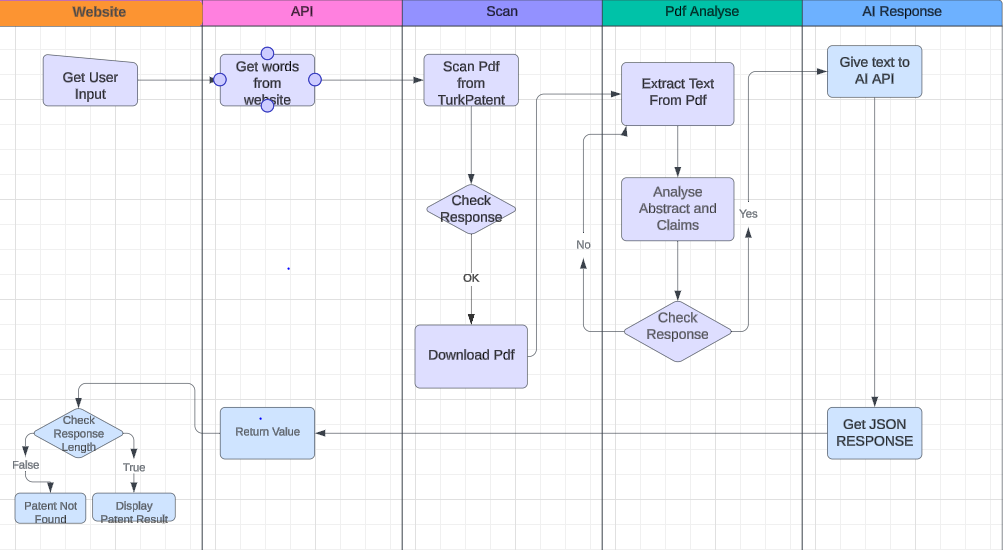 Website
API
Scan
Pdf Analyse
AI Response
Get User
Input
Get words
from
website
Scan Pdf
from
TurkPatent
Check
Response
OK
Download Pdf
Extract Text
From Pdf
Analyse
Abstract and
Claims
Check
Response
No
Yes
Give text to
AI API
Get JSON
RESPONSE
Return Value
Check
Response
Length
False
True
Patent Not
Found
Display
Patent Result